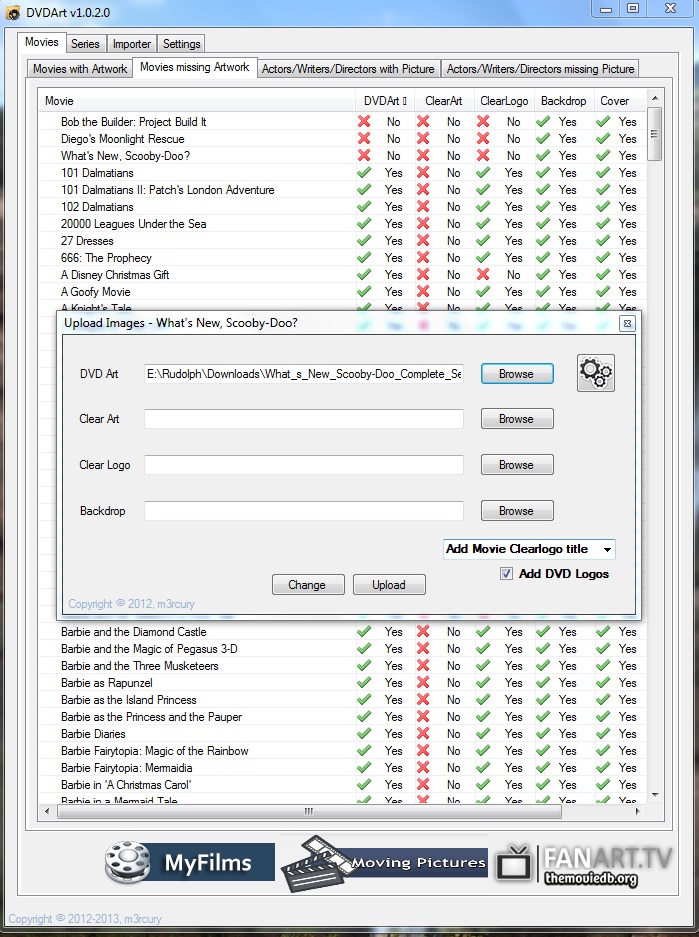 DVDArt v1.0.2.0
Movies Series Importer Settings
Movies with Artwork Movies missing Artwork Actors/Writers/Directors with Picture Actors/Writers/Directors missing Picture
Movie DVDArt ClearArt ClearLogo Backdrop Cover
Bob the Builder: Project Build It No No No Yes Yes
Diego's Moonlight Rescue No No No Yes Yes
What's New, Scooby-Doo? No No No Yes Yes
101 Dalmatians Yes No Yes Yes Yes
101 Dalmatians II: Patch's London Adventure Yes No Yes Yes Yes
102 Dalmatians Yes No Yes Yes Yes
20000 Leagues Under the Sea Yes No Yes Yes Yes
27 Dresses Yes No Yes Yes Yes
666: The Prophecy Yes No Yes Yes Yes
A Disney Christmas Gift Yes No No Yes Yes
A Goofy Movie Yes No Yes Yes Yes
A Knight's Tale Yes No Yes Yes Yes
Upload Images - What's New, Scooby-Doo?
DVD Art E:\Rudolph\Downloads\What_s_New_Scooby-Doo_Complete_Se Browse
Clear Art Browse
Clear Logo Browse
Backdrop Browse
Add Movie Clearlogo title
Add DVD Logos
Change Upload
Copyright © 2012, m3rcury
Barbie and the Diamond Castle Yes No Yes Yes Yes
Barbie and the Magic of Pegasus 3-D Yes No Yes Yes Yes
Barbie and the Three Musketeers Yes No Yes Yes Yes
Barbie as Rapunzel Yes No Yes Yes Yes
Barbie as the Island Princess Yes No Yes Yes Yes
Barbie as the Princess and the Pauper Yes No Yes Yes Yes
Barbie Diaries Yes No Yes Yes Yes
Barbie Fairytopia: Magic of the Rainbow Yes No Yes Yes Yes
Barbie Fairytopia: Mermaidia Yes No Yes Yes Yes
Barbie in 'A Christmas Carol' Yes No Yes Yes Yes
Barbie in a Mermaid Tale Yes No Yes Yes Yes
MyFilms Moving Pictures FANART.TV
themoviedb.org
Copyright © 2012-2013, m3rcury